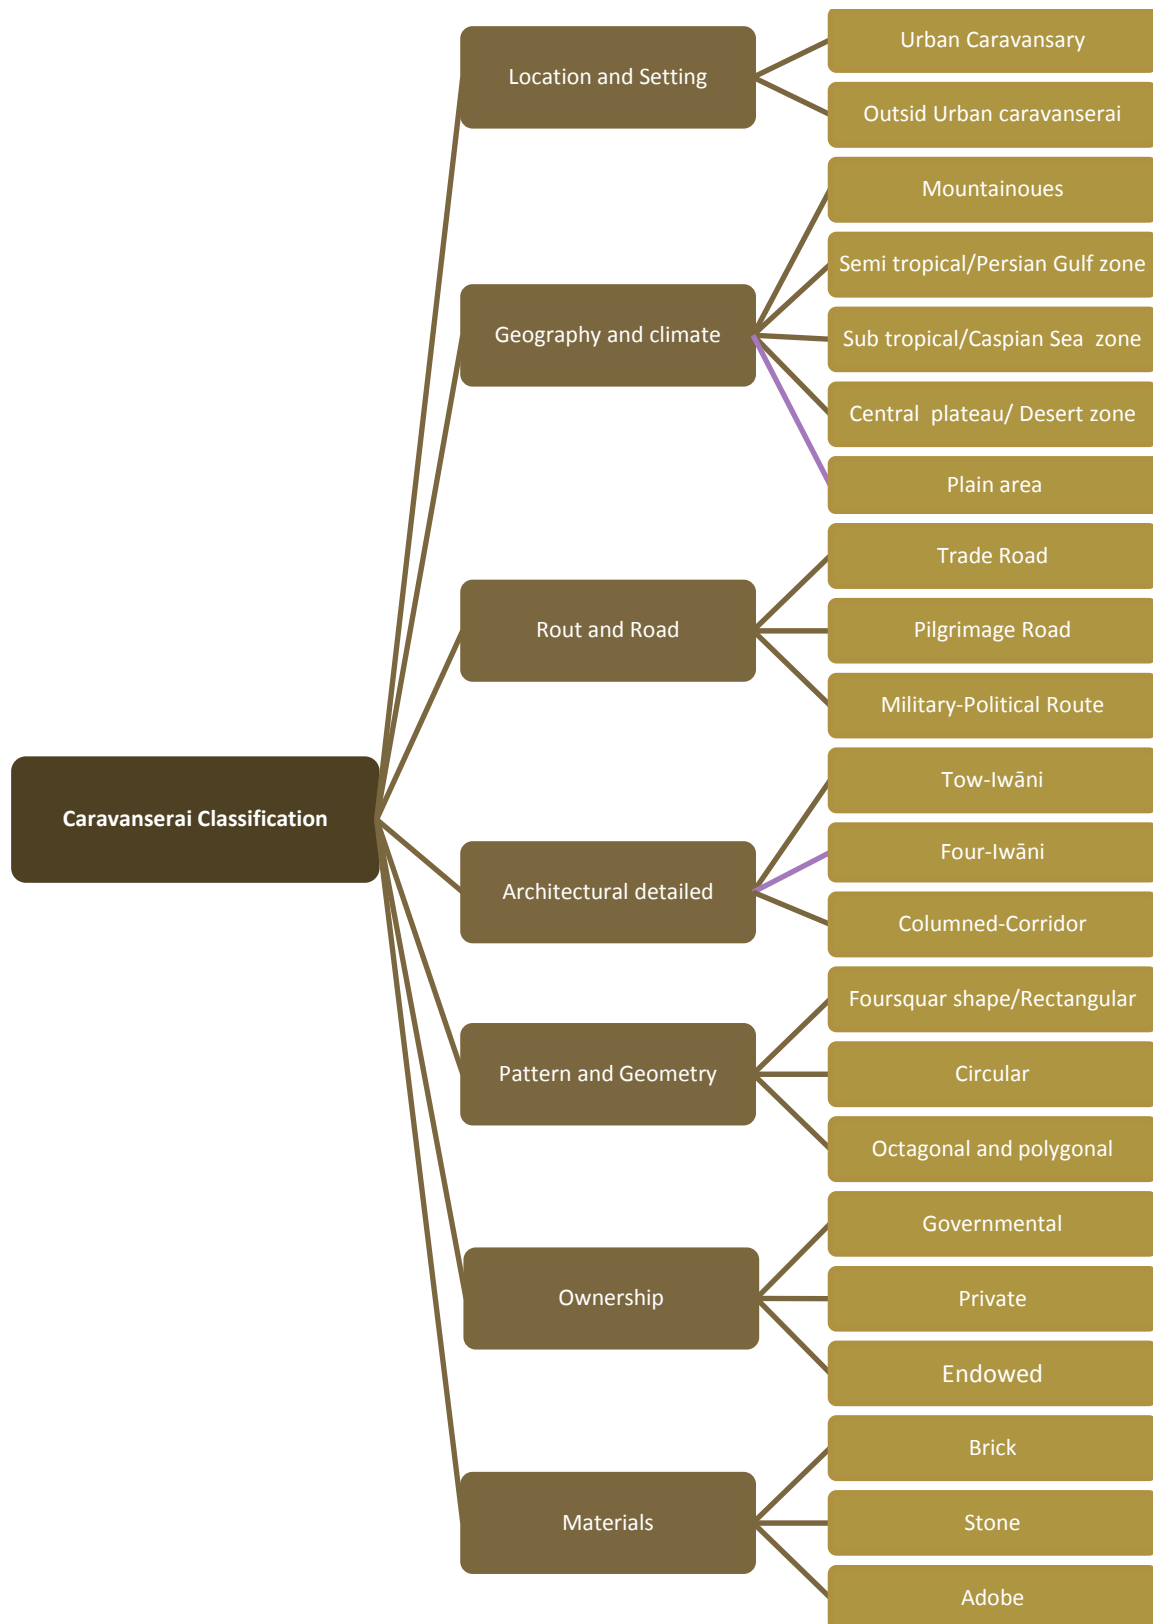 Caravanserai Classification
Location and Setting
Urban Caravansary
Outsid Urban caravanserai
Geography and climate
Mountainoues
Semi tropical/Persian Gulf zone
Sub tropical/Caspian Sea  zone
Central  plateau/ Desert zone
Plain area
Rout and Road
Trade Road
Pilgrimage Road
Military-Political Route
Architectural detailed
Tow-Iwāni
Four-Iwāni
Columned-Corridor
Pattern and Geometry
Foursquar shape/Rectangular
Circular
Octagonal and polygonal
Ownership
Governmental
Private
Endowed
Materials
Brick
Stone
Adobe